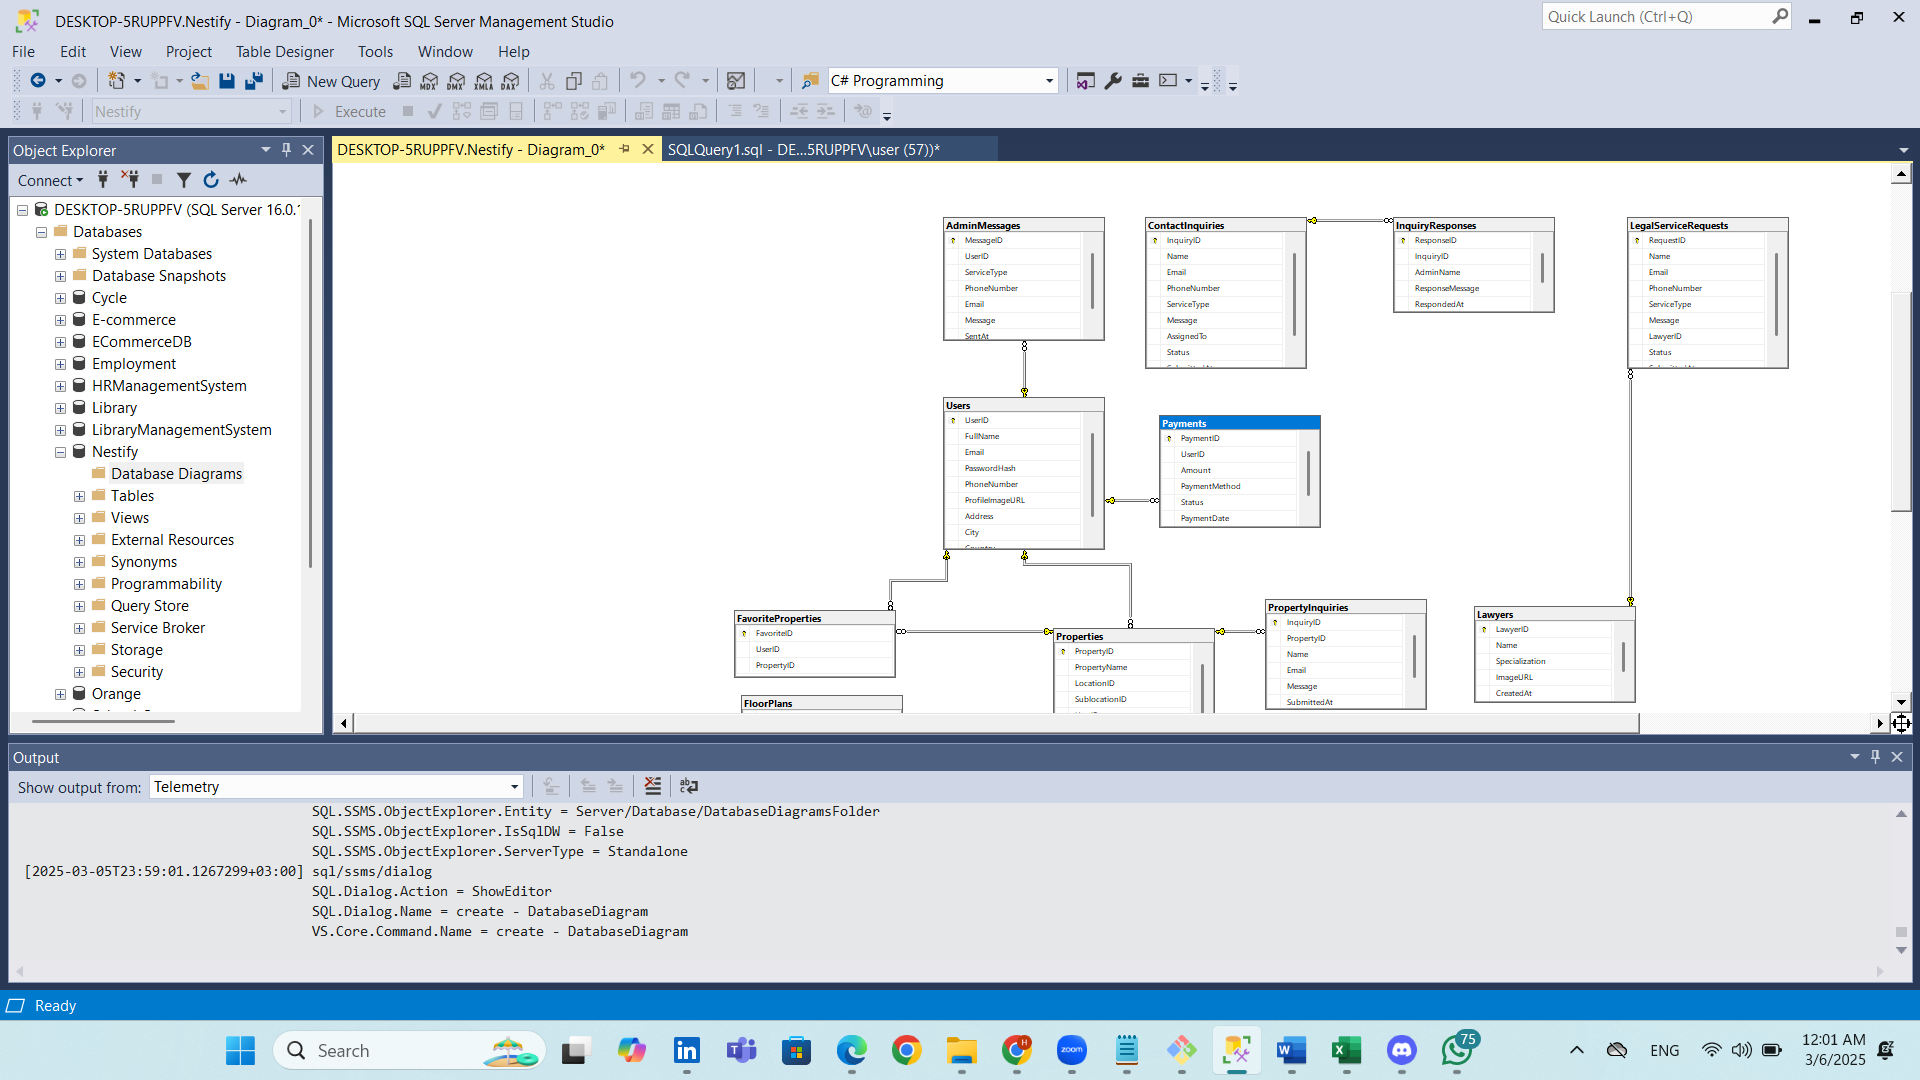 DESKTOP-5RUPPFV.Nestify - Diagram_0* - Microsoft SQL Server Management Studio
Quick Launch (Ctrl+Q)
File Edit View Project Table Designer Tools Window Help
New Query MDX DMX XMLA DAX C# Programming
Nestify Execute
Object Explorer
Connect
DESKTOP-5RUPPFV (SQL Server 16.0.1
Databases
System Databases
Database Snapshots
Cycle
E-commerce
ECommerceDB
Employment
HRManagementSystem
Library
LibraryManagementSystem
Nestify
Database Diagrams
Tables
Views
External Resources
Synonyms
Programmability
Query Store
Service Broker
Storage
Security
Orange
DESKTOP-5RUPPFV.Nestify - Diagram_0*
SQLQuery1.sql - DE...5RUPPFV\user (57))*
AdminMessages
MessageID
UserID
ServiceType
PhoneNumber
Email
Message
SentAt
ContactInquiries
InquiryID
Name
Email
PhoneNumber
ServiceType
Message
AssignedTo
Status
InquiryResponses
ResponseID
InquiryID
AdminName
ResponseMessage
RespondedAt
LegalServiceRequests
RequestID
Name
Email
PhoneNumber
ServiceType
Message
LawyerID
Status
Users
UserID
FullName
Email
PasswordHash
PhoneNumber
ProfileImageURL
Address
City
Country
Payments
PaymentID
UserID
Amount
PaymentMethod
Status
PaymentDate
FavoriteProperties
FavoriteID
UserID
PropertyID
FloorPlans
Properties
PropertyID
PropertyName
LocationID
SublocationID
PropertyInquiries
InquiryID
PropertyID
Name
Email
Message
SubmittedAt
Lawyers
LawyerID
Name
Specialization
ImageURL
CreatedAt
Output
Show output from: Telemetry
SQL.SSMS.ObjectExplorer.Entity = Server/Database/DatabaseDiagramsFolder
SQL.SSMS.ObjectExplorer.IsSqlDW = False
SQL.SSMS.ObjectExplorer.ServerType = Standalone
[2025-03-05T23:59:01.1267299+03:00] sql/ssms/dialog
SQL.Dialog.Action = ShowEditor
SQL.Dialog.Name = create - DatabaseDiagram
VS.Core.Command.Name = create - DatabaseDiagram
Ready
Search
zoom
75
ENG
12:01 AM
3/6/2025